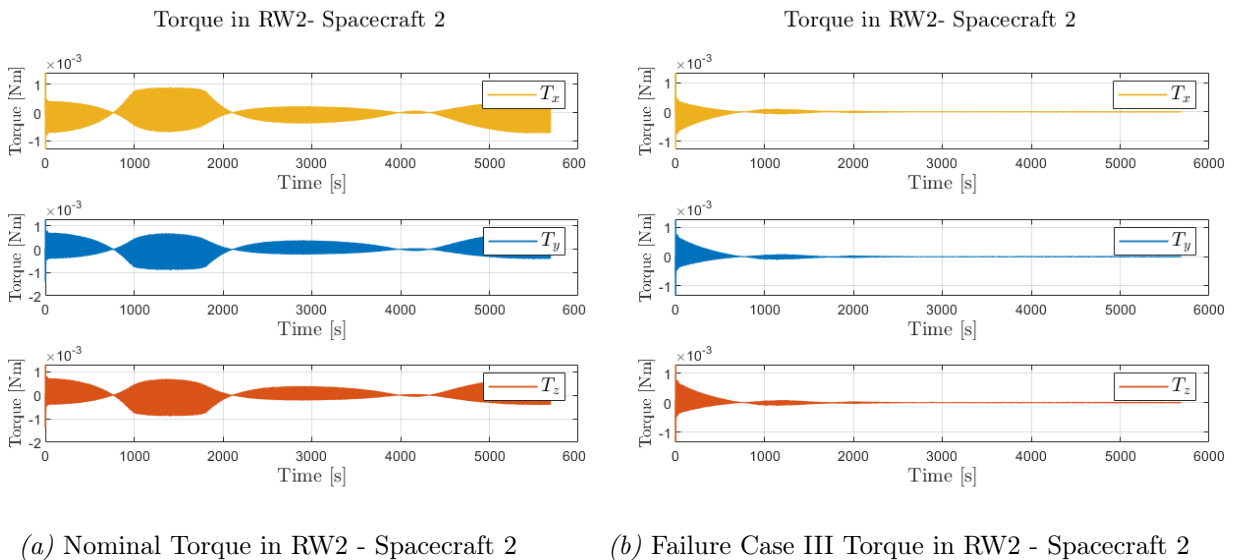 Torque in RW2- Spacecraft 2
×10-3
1
0
-1
Torque [Nm]
Tx
0 1000 2000 3000 4000 5000 600
Time [s]
×10-3
1
0
-1
-2
Torque [Nm]
Ty
0 1000 2000 3000 4000 5000 600
Time [s]
×10-3
1
0
-1
-2
Torque [Nm]
Tz
0 1000 2000 3000 4000 5000 600
Time [s]
(a) Nominal Torque in RW2 - Spacecraft 2
Torque in RW2- Spacecraft 2
×10-3
1
0
-1
Torque [Nm]
Tx
0 1000 2000 3000 4000 5000 6000
Time [s]
×10-3
1
0
-1
Torque [Nm]
Ty
0 1000 2000 3000 4000 5000 6000
Time [s]
×10-3
1
0
-1
Torque [Nm]
Tz
0 1000 2000 3000 4000 5000 6000
Time [s]
(b) Failure Case III Torque in RW2 - Spacecraft 2